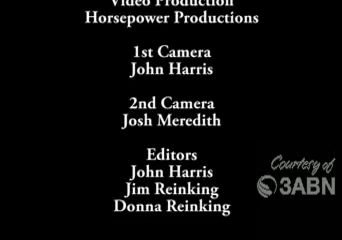 Video Production
Horsepower Productions
1st Camera
John Harris
2nd Camera
Josh Meredith
Editors
John Harris
Jim Reinking
Donna Reinking
Courtesy of
3ABN